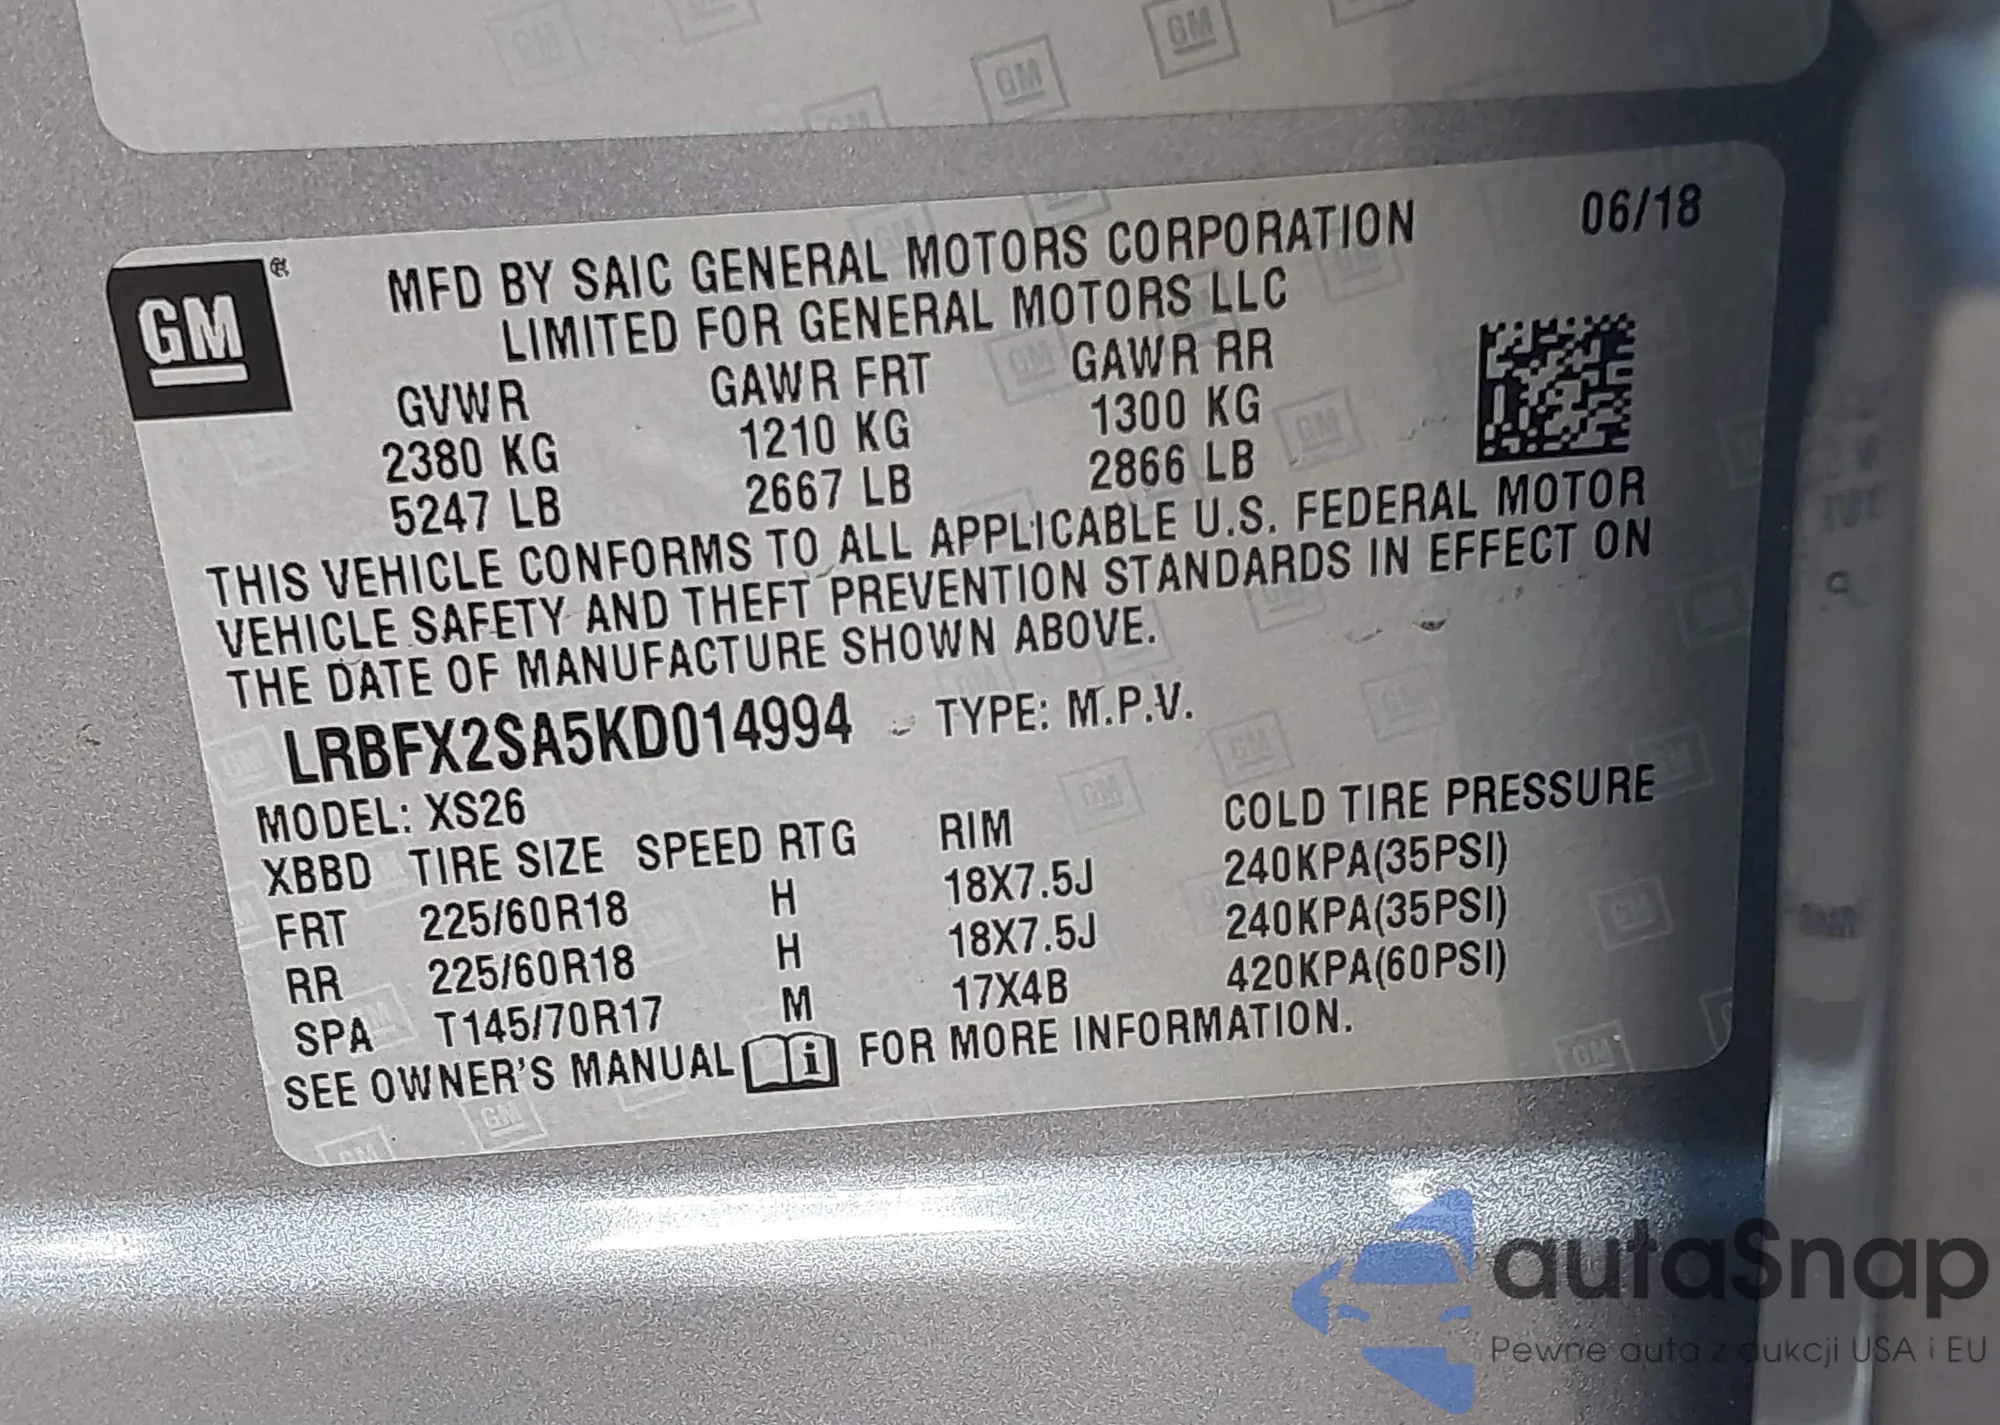 GM ®
MFD BY SAIC GENERAL MOTORS CORPORATION 06/18
LIMITED FOR GENERAL MOTORS LLC
GVWR GAWR FRT GAWR RR
2380 KG 1210 KG 1300 KG
5247 LB 2667 LB 2866 LB
THIS VEHICLE CONFORMS TO ALL APPLICABLE U.S. FEDERAL MOTOR
VEHICLE SAFETY AND THEFT PREVENTION STANDARDS IN EFFECT ON
THE DATE OF MANUFACTURE SHOWN ABOVE.
LRBFX2SA5KD014994 TYPE: M.P.V.
MODEL: XS26
XBBD TIRE SIZE SPEED RTG RIM COLD TIRE PRESSURE
FRT 225/60R18 H 18X7.5J 240KPA(35PSI)
RR 225/60R18 H 18X7.5J 240KPA(35PSI)
SPA T145/70R17 M 17X4B 420KPA(60PSI)
SEE OWNER'S MANUAL i FOR MORE INFORMATION.
autaSnap
Pewne auta z aukcji USA i EU